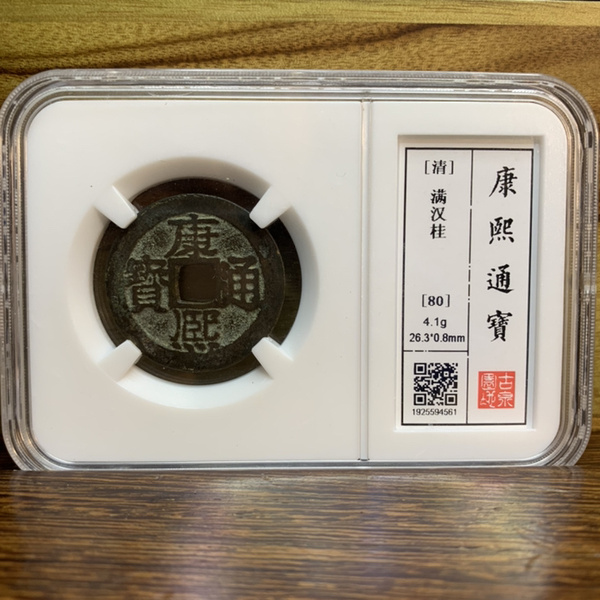 康熙通寶
康熙通寶
[清]
满汉桂
[80]
4.1g
26.3*0.8mm
1925594561
古泉
園地